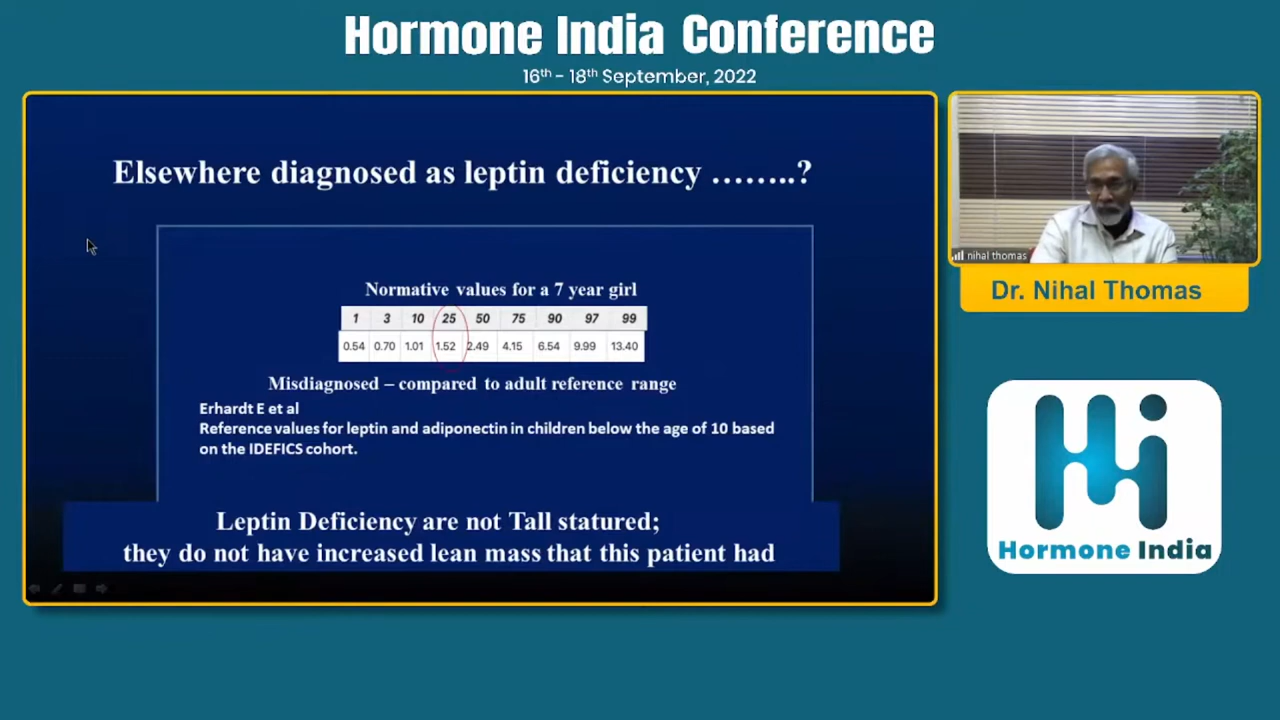 Hormone India Conference
16th - 18th September, 2022
Elsewhere diagnosed as leptin deficiency ……..?
Normative values for a 7 year girl
1 3 10 25 50 75 90 97 99
0.54 0.70 1.01 1.52 2.49 4.15 6.54 9.99 13.40
Misdiagnosed – compared to adult reference range
Erhardt E et al
Reference values for leptin and adiponectin in children below the age of 10 based
on the IDEFICS cohort.
Leptin Deficiency are not Tall statured;
they do not have increased lean mass that this patient had
nihal thomas
Dr. Nihal Thomas
Hi
Hormone India